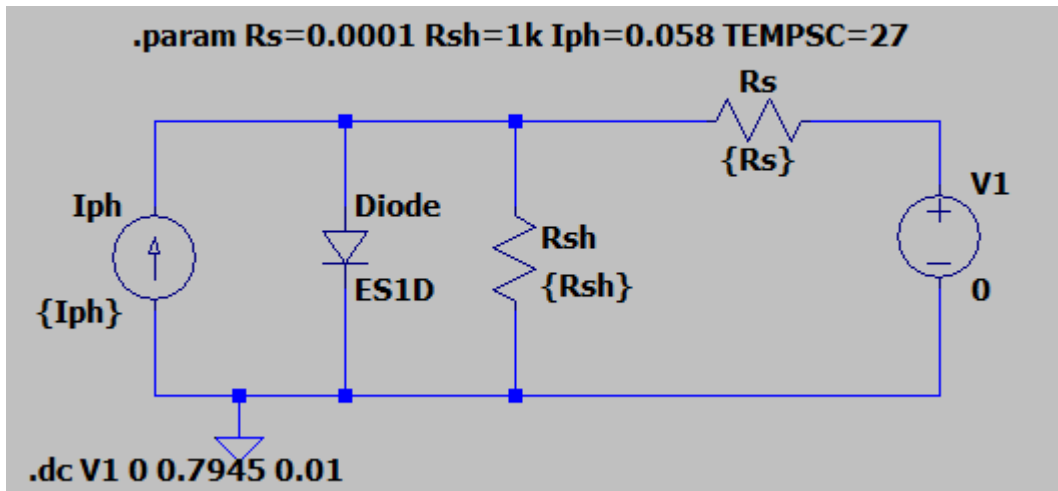 .param Rs=0.0001 Rsh=1k Iph=0.058 TEMPSC=27
Rs
{Rs}
Iph
{Iph}
Diode
ES1D
Rsh
{Rsh}
V1
0
.dc V1 0 0.7945 0.01